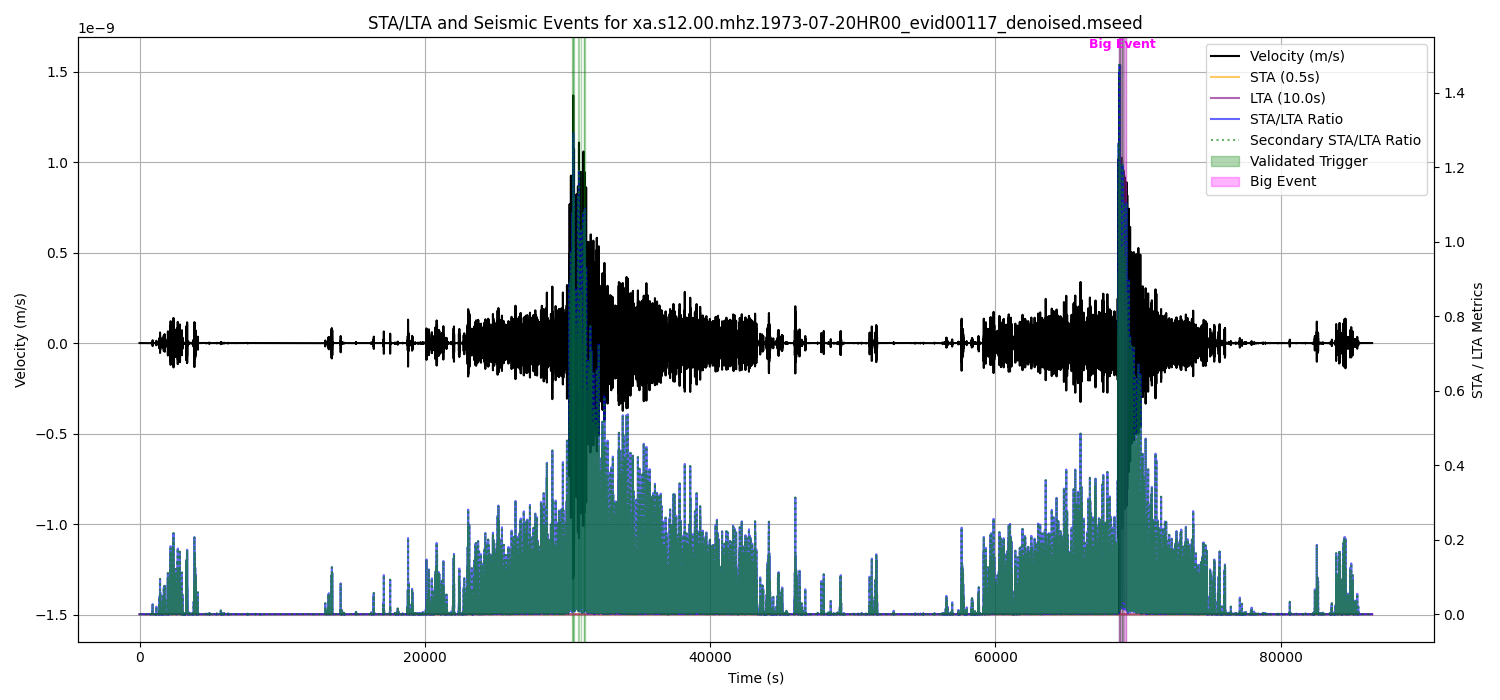 STA/LTA and Seismic Events for xa.s12.00.mhz.1973-07-20HR00_evid00117_denoised.mseed
1e−9
Big Event
Velocity (m/s)
STA (0.5s)
LTA (10.0s)
STA/LTA Ratio
Secondary STA/LTA Ratio
Validated Trigger
Big Event
1.5
1.0
0.5
0.0
−0.5
−1.0
−1.5
Velocity (m/s)
1.4
1.2
1.0
0.8
0.6
0.4
0.2
0.0
STA / LTA Metrics
0
20000
40000
60000
80000
Time (s)